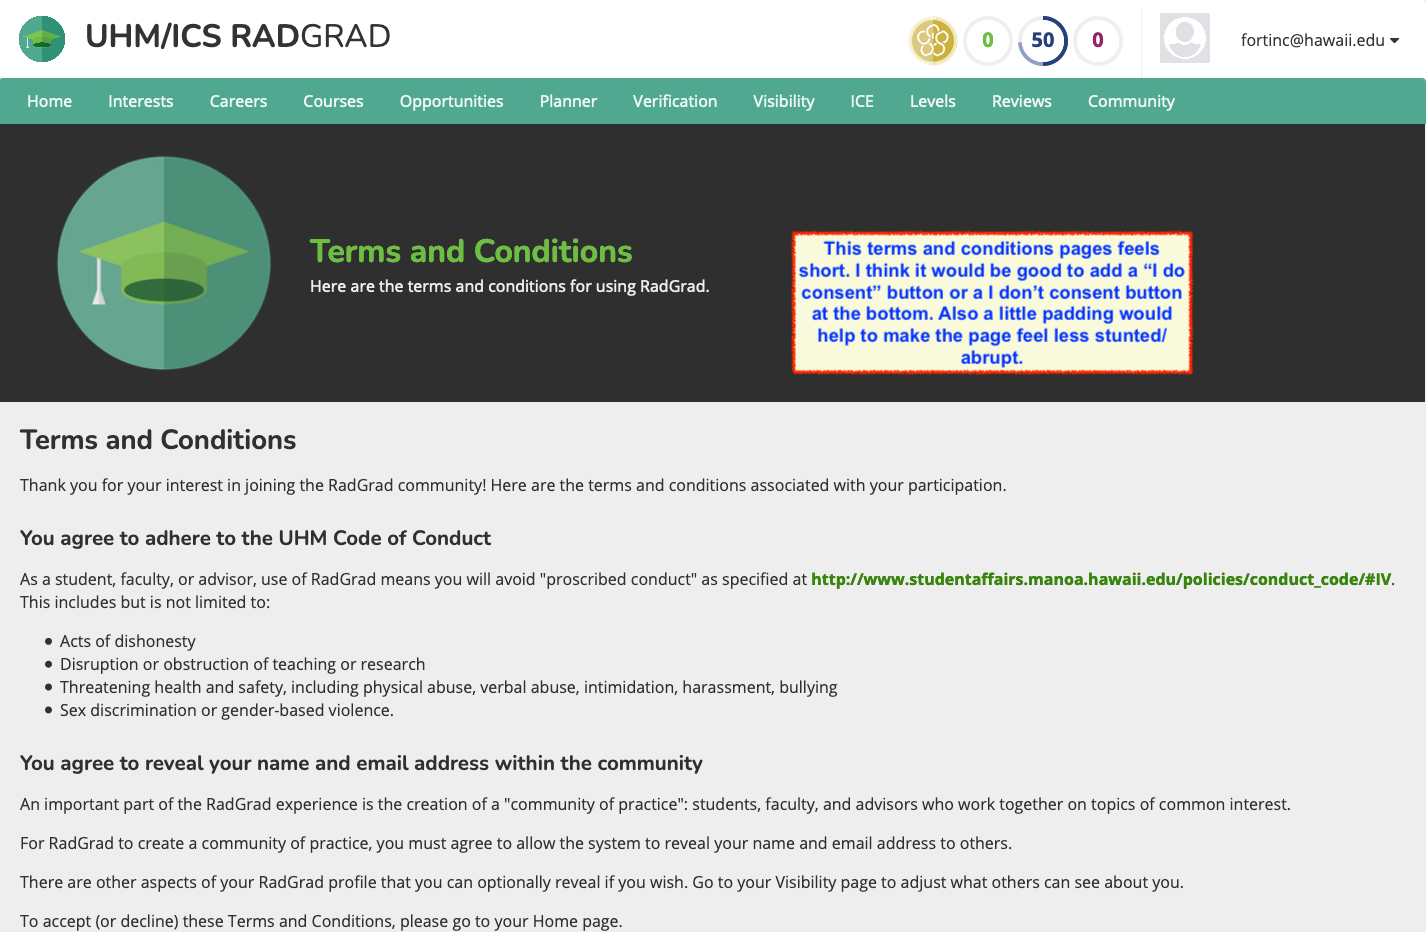 UHM/ICS RADGRAD
0
50
0
fortinc@hawaii.edu
Home Interests Careers Courses Opportunities Planner Verification Visibility ICE Levels Reviews Community
Terms and Conditions
Here are the terms and conditions for using RadGrad.
This terms and conditions pages feels
short. I think it would be good to add a “I do
consent” button or a I don’t consent button
at the bottom. Also a little padding would
help to make the page feel less stunted/
abrupt.
Terms and Conditions
Thank you for your interest in joining the RadGrad community! Here are the terms and conditions associated with your participation.
You agree to adhere to the UHM Code of Conduct
As a student, faculty, or advisor, use of RadGrad means you will avoid "proscribed conduct" as specified at http://www.studentaffairs.manoa.hawaii.edu/policies/conduct_code/#IV.
This includes but is not limited to:
• Acts of dishonesty
• Disruption or obstruction of teaching or research
• Threatening health and safety, including physical abuse, verbal abuse, intimidation, harassment, bullying
• Sex discrimination or gender-based violence.
You agree to reveal your name and email address within the community
An important part of the RadGrad experience is the creation of a "community of practice": students, faculty, and advisors who work together on topics of common interest.
For RadGrad to create a community of practice, you must agree to allow the system to reveal your name and email address to others.
There are other aspects of your RadGrad profile that you can optionally reveal if you wish. Go to your Visibility page to adjust what others can see about you.
To accept (or decline) these Terms and Conditions, please go to your Home page.